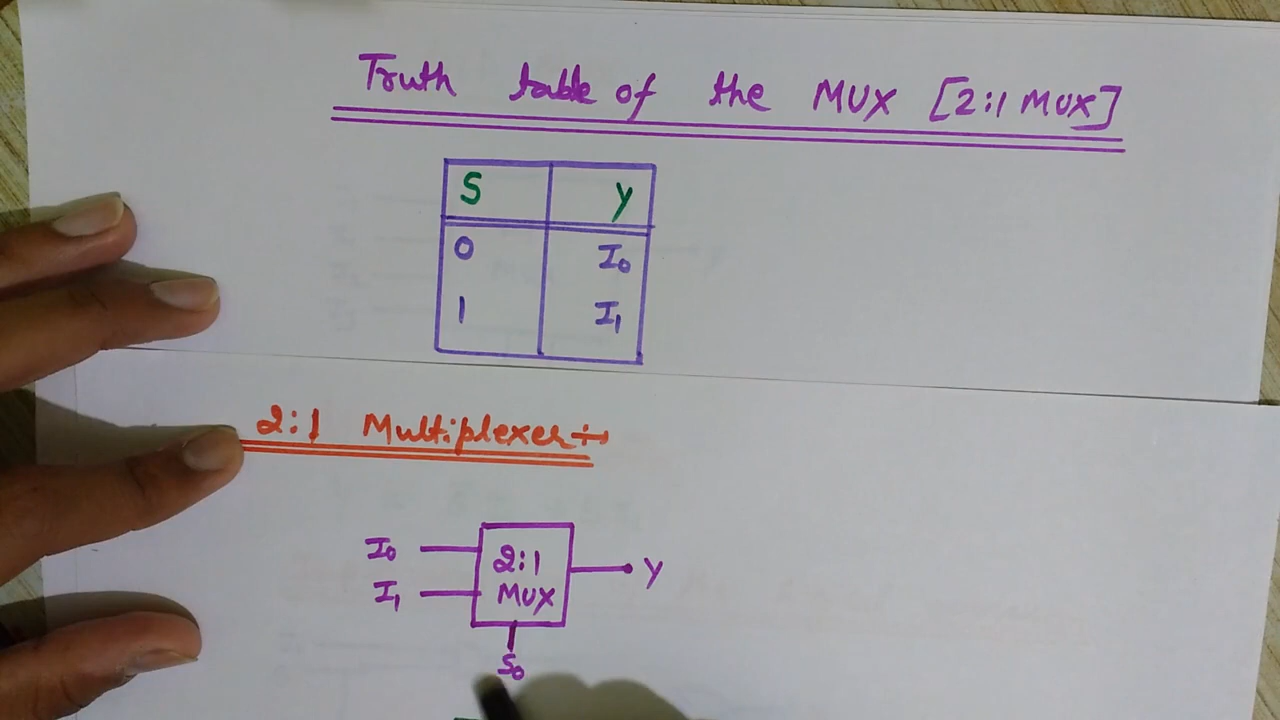 Truth table of the MUX [2:1 MUX]
S Y
0 I₀
1 I₁
2:1 Multiplexer:-
I₀
I₁
2:1
MUX
Y
S₀